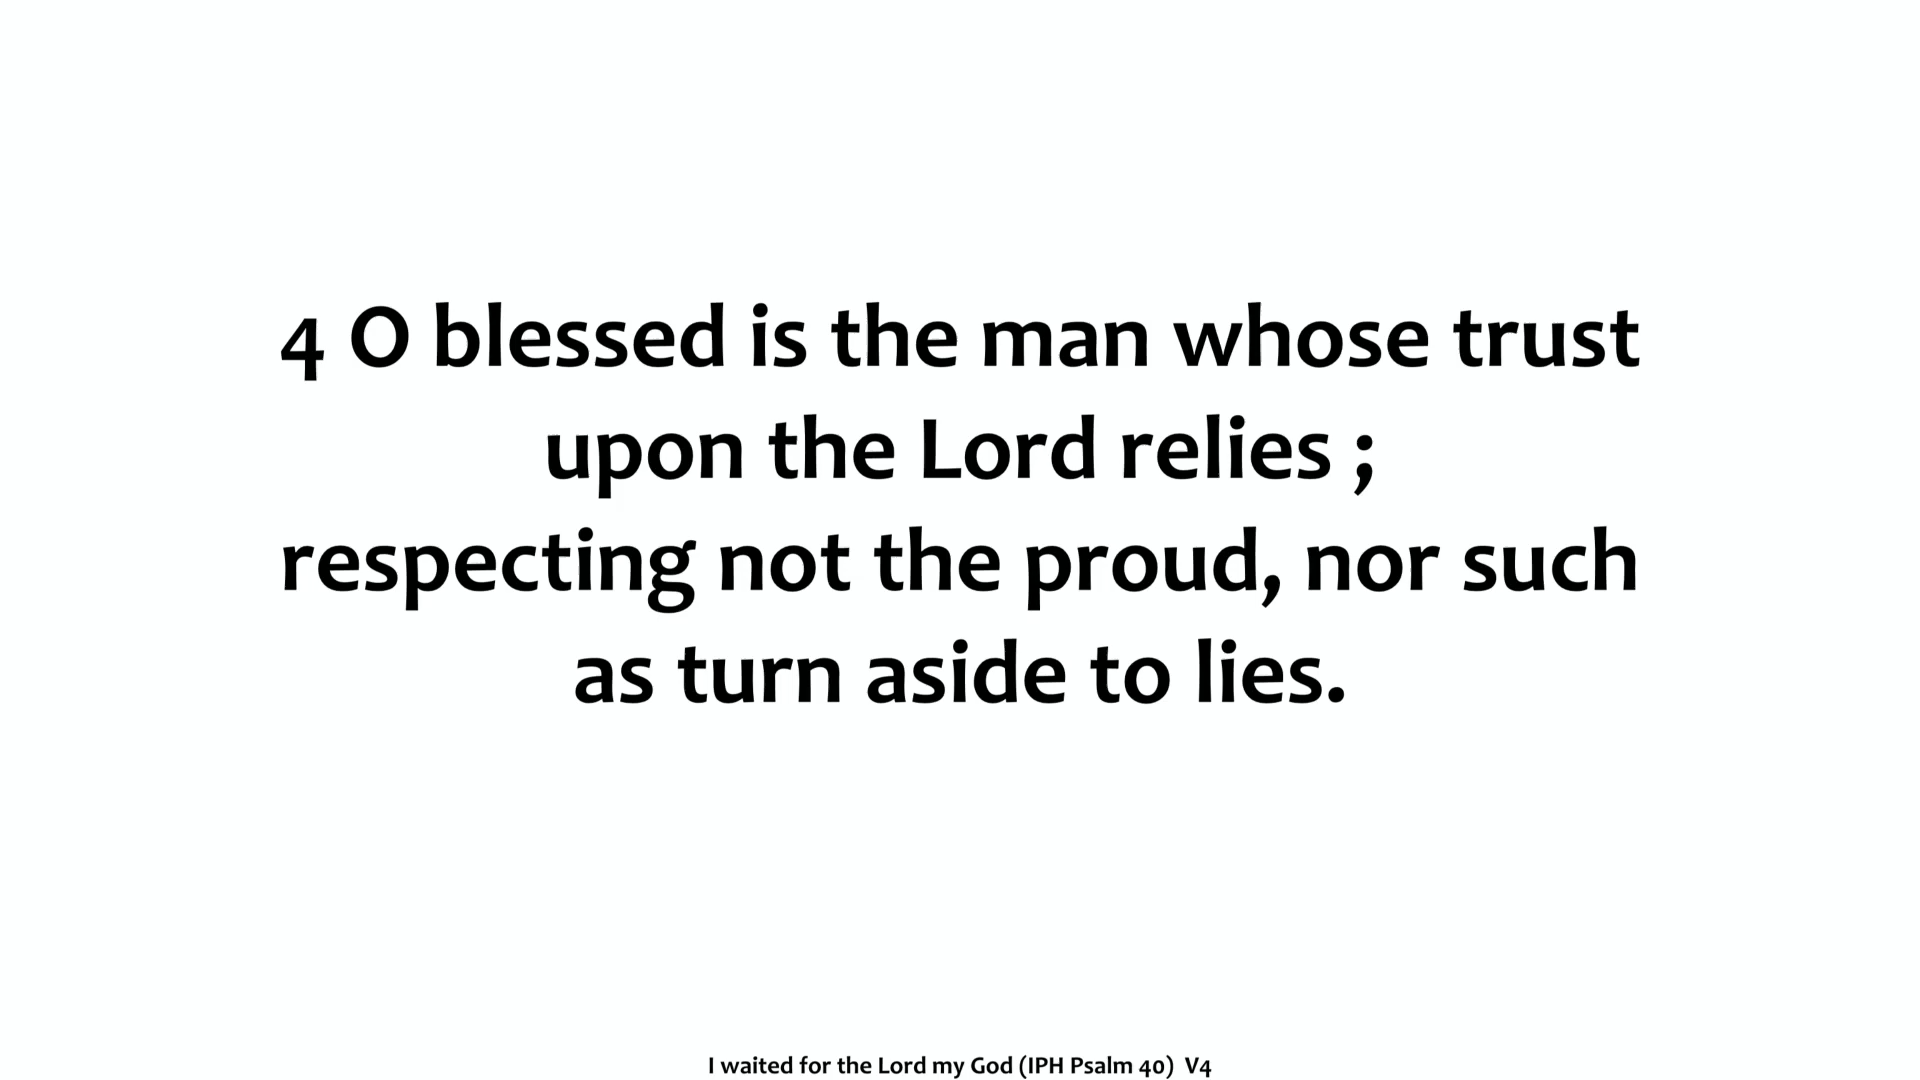 4 O blessed is the man whose trust
upon the Lord relies ;
respecting not the proud, nor such
as turn aside to lies.
I waited for the Lord my God (IPH Psalm 40)  V4